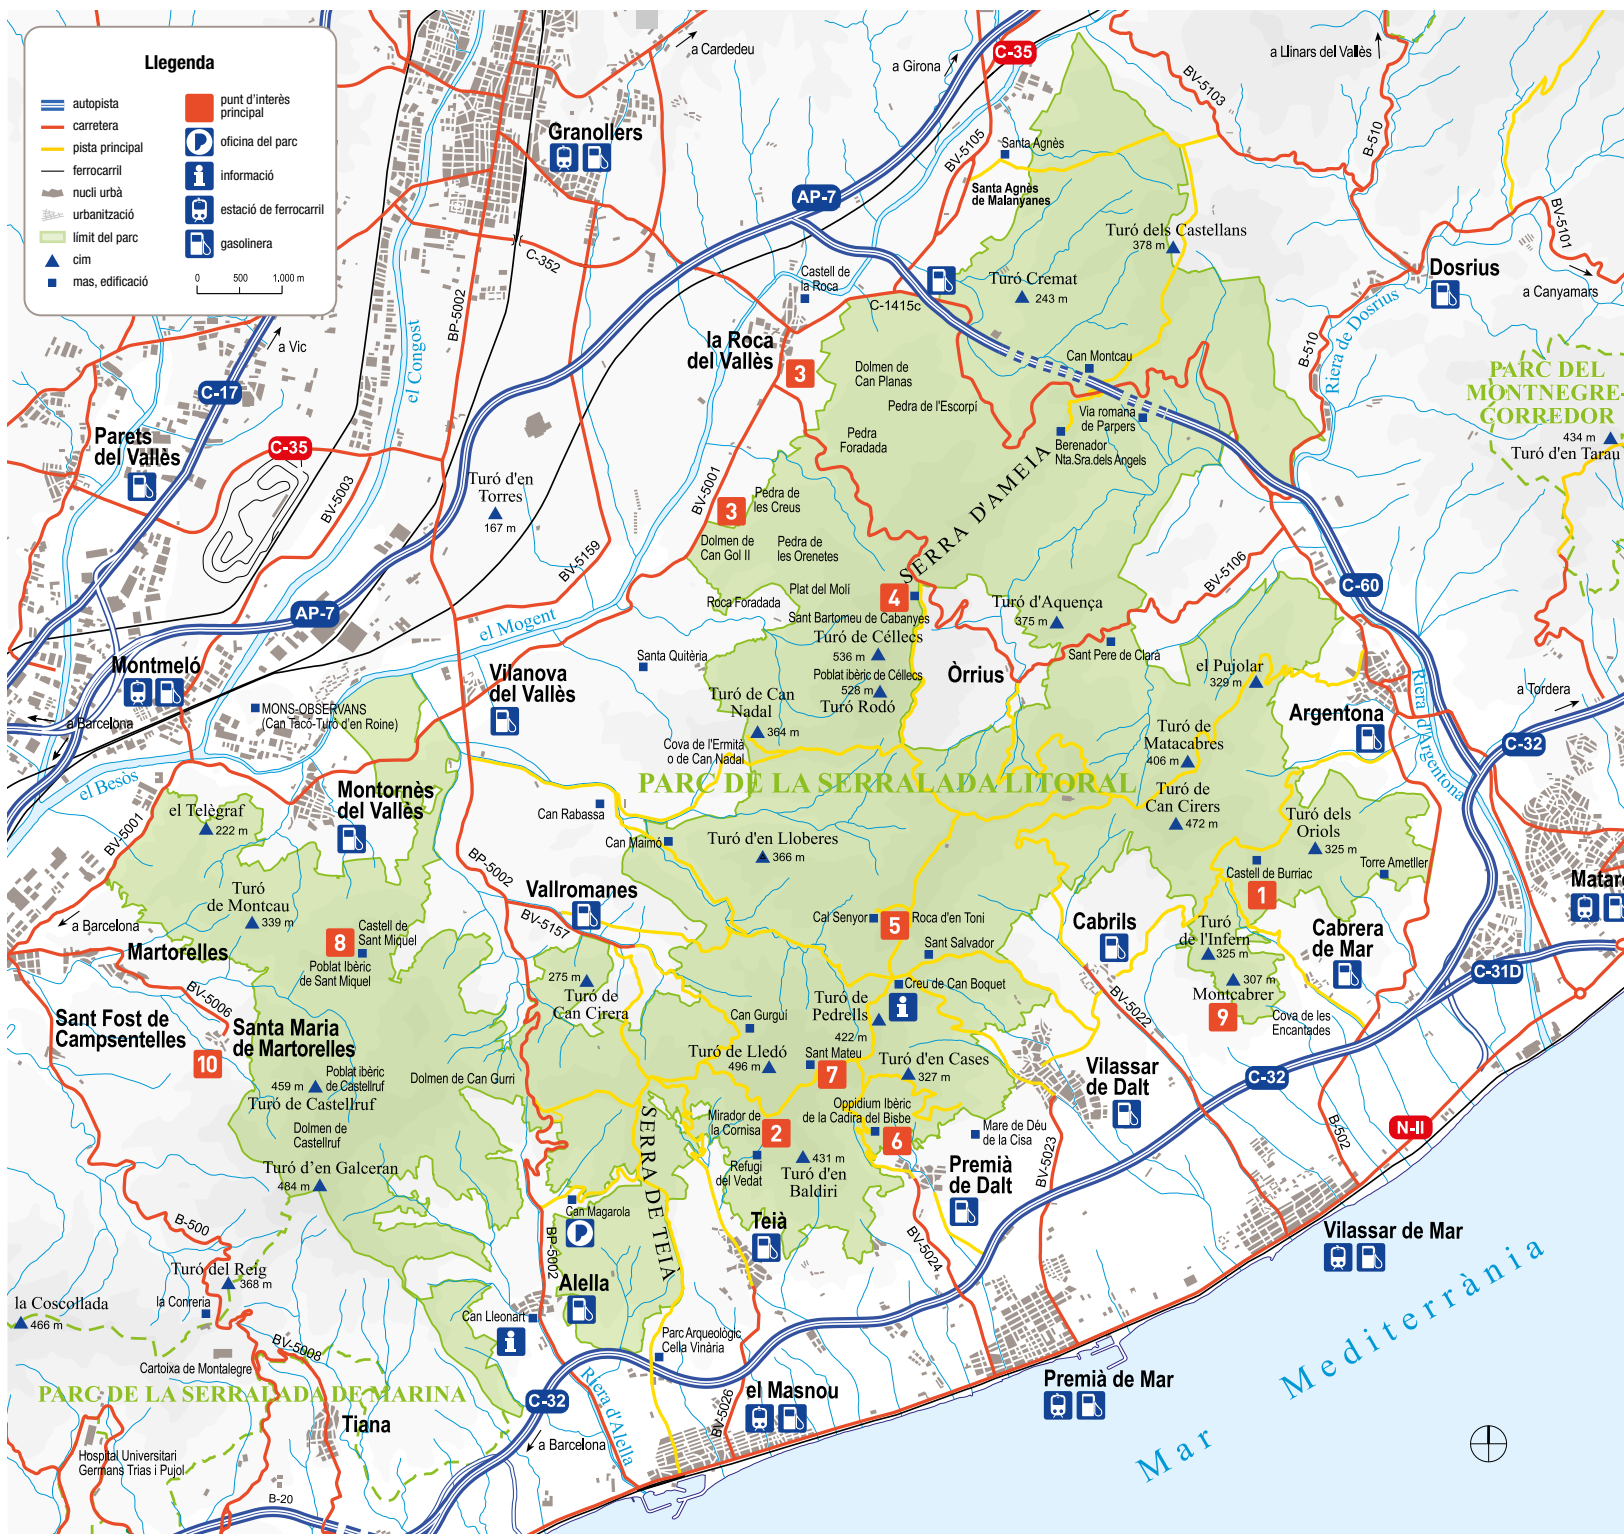 Llegenda
autopista
carretera
pista principal
ferrocarril
nucli urbà
urbanització
límit del parc
cim
mas, edificació
punt d'interès
principal
oficina del parc
informació
estació de ferrocarril
gasolinera
0 500 1.000 m
a Cardedeu
a Girona
C-35
a Llinars del Vallès
BV-5103
B-510
BV-5105
Granollers
Santa Agnès
Santa Agnès
de Malanyanes
AP-7
BV-5101
C-352
BP-5002
el Congost
Turó dels Castellans
378 m
Castell de
la Roca
Turó Cremat
243 m
C-1415c
Dosrius
a Canyamars
Riera de Dosrius
B-510
a Vic
C-17
la Roca
del Vallès
3
Dolmen de
Can Planas
Pedra de l'Escorpí
Can Montcau
Via romana
de Parpers
Pedra
Foradada
Berenador
Nta.Sra.dels Angels
PARC DEL
MONTNEGRE-
CORREDOR
434 m
Turó d'en Tarau
Parets
del Vallès
C-35
BV-5003
Turó d'en
Torres
167 m
BV-5001
3
Pedra de
les Creus
Dolmen de
Can Gol II
Pedra de
les Orenetes
SERRA D'AMEIA
BV-5159
BV-5106
C-60
AP-7
el Mogent
Plat del Molí
4
Roca Foradada
Sant Bartomeu de Cabanyes
Turó d'Aquença
375 m
Turó de Céllecs
536 m
Poblat ibèric de Céllecs
528 m
Turó Rodó
Sant Pere de Clarà
Santa Quitèria
Òrrius
el Pujolar
329 m
Montmeló
a Barcelona
MONS-OBSERVANS
(Can Tacó-Turó d'en Roine)
Vilanova
del Vallès
Turó de Can
Nadal
364 m
Cova de l'Ermità
o de Can Nadal
Turó de
Matacabres
406 m
Argentona
Riera d'Argentona
a Tordera
C-32
el Besòs
PARC DE LA SERRALADA LITORAL
Montornès
del Vallès
el Telègraf
222 m
BV-5001
Can Rabassa
Can Maimó
Turó d'en Lloberes
366 m
Turó de
Can Cirers
472 m
Turó dels
Oriols
325 m
Torre Ametller
Castell de Burriac
1
BP-5002
Vallromanes
BV-5157
Turó
de Montcau
339 m
a Barcelona
Martorelles
8
Castell de
Sant Miquel
Poblat Ibèric
de Sant Miquel
Cal Senyor
5
Roca d'en Toni
Sant Salvador
Cabrils
Turó
de l'Infern
325 m
Cabrera
de Mar
C-31D
275 m
Turó de
Can Cirera
Creu de Can Boquet
Turó de
Pedrells
422 m
307 m
Montcabrer
9
Cova de les
Encantades
BV-5022
BV-5006
Sant Fost de
Campsentelles
Santa Maria
de Martorelles
10
Can Gurguí
Turó de Lledó
496 m
Sant Mateu
7
Turó d'en Cases
327 m
Vilassar
de Dalt
C-32
459 m
Poblat ibèric
de Castellruf
Turó de Castellruf
Dolmen de Can Gurri
Dolmen de
Castellruf
SERRA DE TEIÀ
Mirador de
la Cornisa
2
Oppidium Ibèric
de la Cadira del Bisbe
6
Mare de Déu
de la Cisa
BV-5023
B-502
N-II
Turó d'en Galceran
484 m
Refugi
del Vedat
431 m
Turó d'en
Baldiri
Premià
de Dalt
B-500
Can Magarola
BP-5002
Teià
BV-5024
Vilassar de Mar
Turó del Reig
368 m
la Conreria
la Coscollada
466 m
Alella
Can Lleonart
Parc Arqueològic
Cella Vinària
BV-5008
Cartoixa de Montalegre
PARC DE LA SERRALADA DE MARINA
Tiana
C-32
a Barcelona
Riera d'Alella
BV-5026
el Masnou
Premià de Mar
Mar Mediterrània
Hospital Universitari
Germans Trias i Pujol
B-20